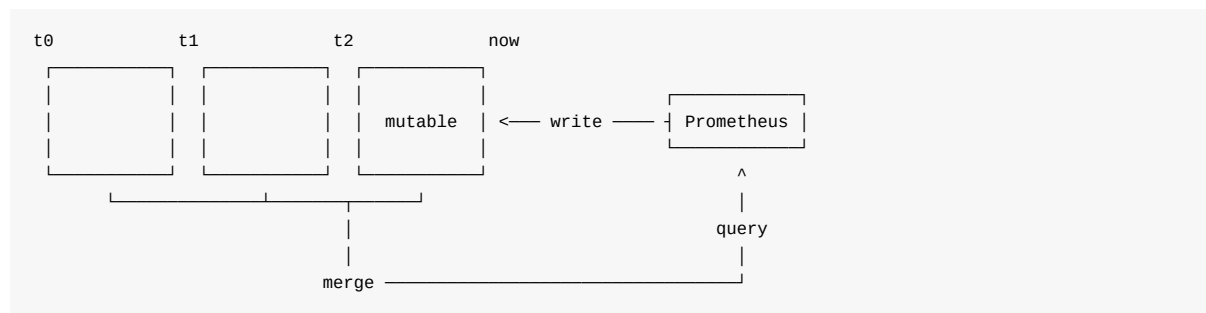 t0 t1 t2 now
mutable <─── write ──── Prometheus
^
query
merge